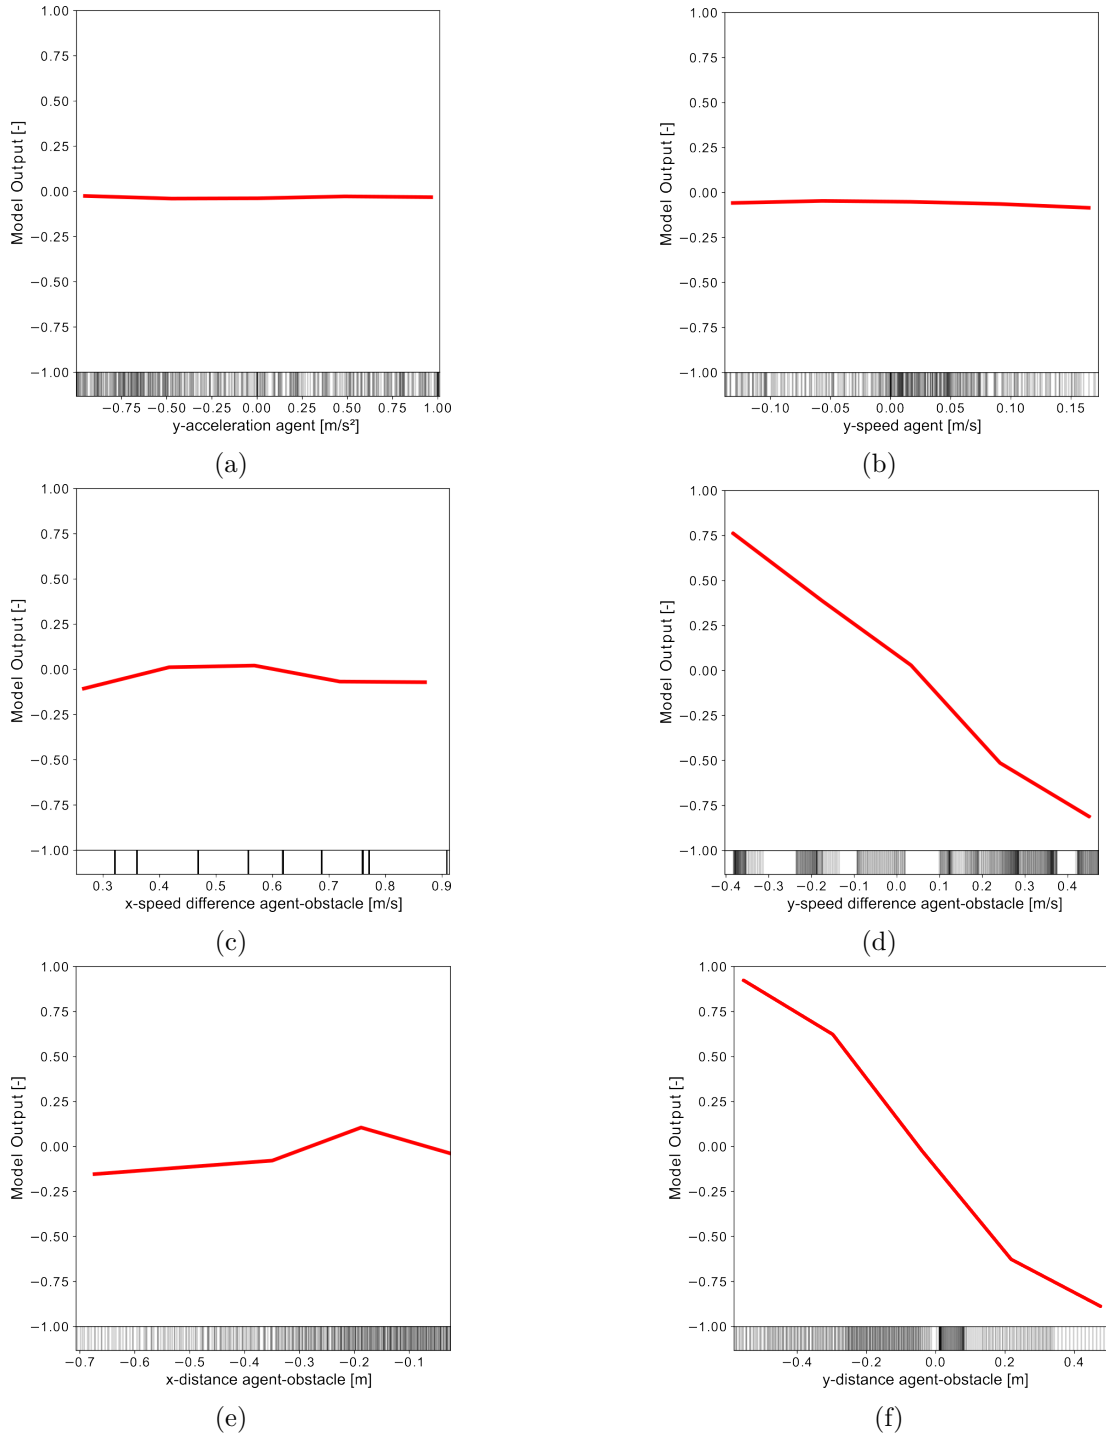 1.00
0.75
0.50
0.25
0.00
−0.25
−0.50
−0.75
−1.00
Model Output [-]
−0.75 −0.50 −0.25 0.00 0.25 0.50 0.75 1.00
y-acceleration agent [m/s²]
(a)
1.00
0.75
0.50
0.25
0.00
−0.25
−0.50
−0.75
−1.00
Model Output [-]
−0.10 −0.05 0.00 0.05 0.10 0.15
y-speed agent [m/s]
(b)
1.00
0.75
0.50
0.25
0.00
−0.25
−0.50
−0.75
−1.00
Model Output [-]
0.3 0.4 0.5 0.6 0.7 0.8 0.9
x-speed difference agent-obstacle [m/s]
(c)
1.00
0.75
0.50
0.25
0.00
−0.25
−0.50
−0.75
−1.00
Model Output [-]
−0.4 −0.3 −0.2 −0.1 0.0 0.1 0.2 0.3 0.4
y-speed difference agent-obstacle [m/s]
(d)
1.00
0.75
0.50
0.25
0.00
−0.25
−0.50
−0.75
−1.00
Model Output [-]
−0.7 −0.6 −0.5 −0.4 −0.3 −0.2 −0.1
x-distance agent-obstacle [m]
(e)
1.00
0.75
0.50
0.25
0.00
−0.25
−0.50
−0.75
−1.00
Model Output [-]
−0.4 −0.2 0.0 0.2 0.4
y-distance agent-obstacle [m]
(f)